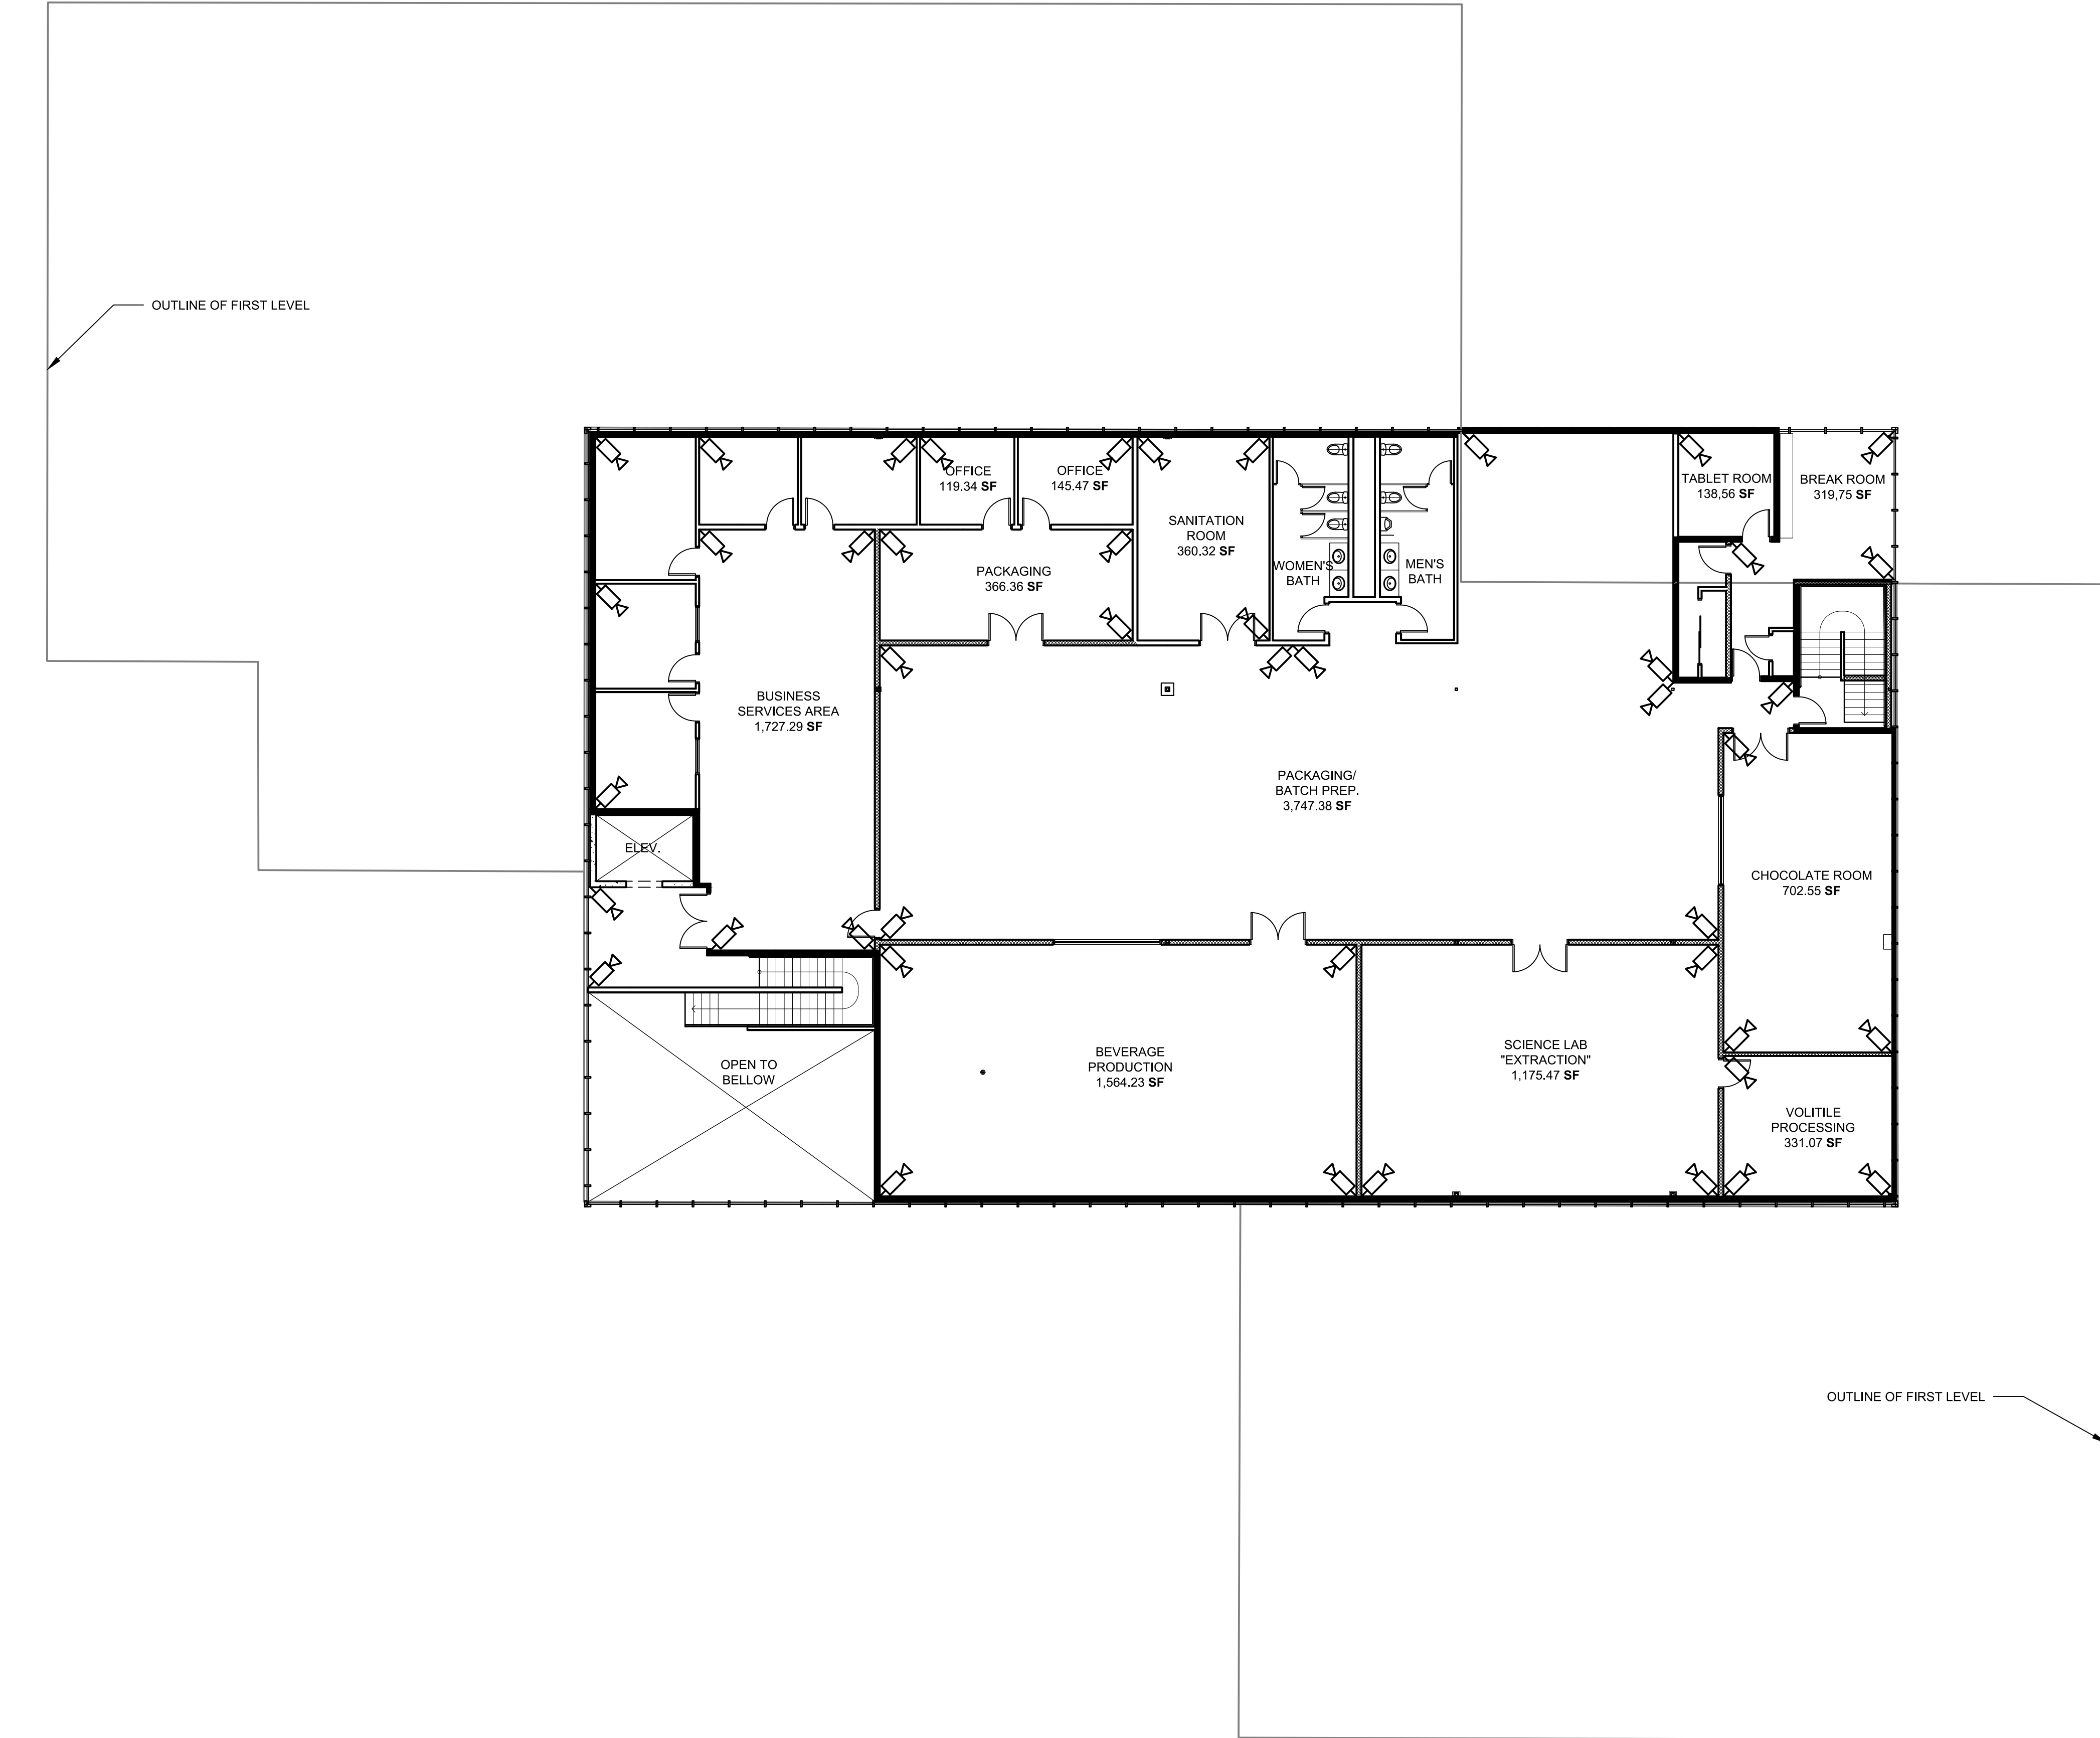 OUTLINE OF FIRST LEVEL
OFFICE
119.34 SF
OFFICE
145.47 SF
SANITATION
ROOM
360.32 SF
TABLET ROOM
138,56 SF
BREAK ROOM
319,75 SF
PACKAGING
366.36 SF
WOMEN'S
BATH
MEN'S
BATH
BUSINESS
SERVICES AREA
1,727.29 SF
PACKAGING/
BATCH PREP.
3,747.38 SF
ELEV.
CHOCOLATE ROOM
702.55 SF
OPEN TO
BELLOW
BEVERAGE
PRODUCTION
1,564.23 SF
SCIENCE LAB
"EXTRACTION"
1,175.47 SF
VOLITILE
PROCESSING
331.07 SF
OUTLINE OF FIRST LEVEL